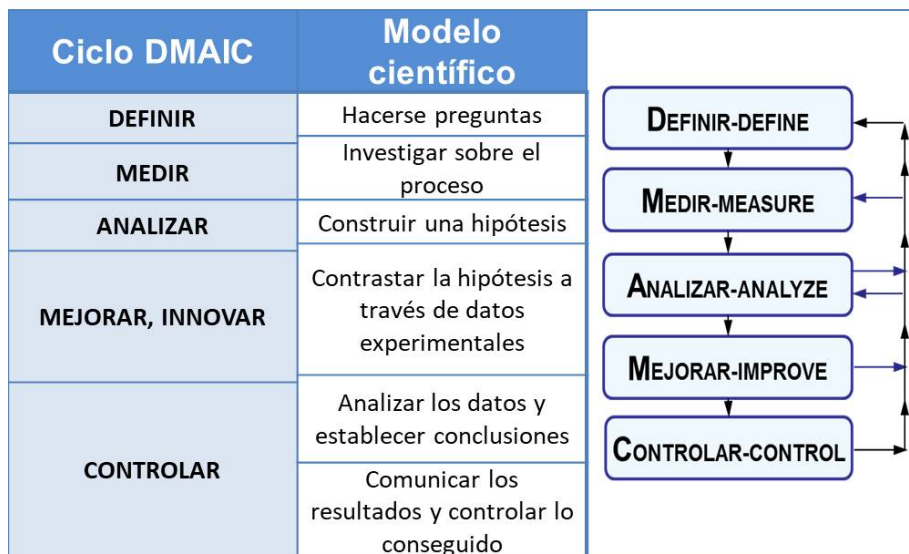 Ciclo DMAIC
Modelo
científico
DEFINIR
Hacerse preguntas
MEDIR
Investigar sobre el
proceso
ANALIZAR
Construir una hipótesis
MEJORAR, INNOVAR
Contrastar la hipótesis a
través de datos
experimentales
CONTROLAR
Analizar los datos y
establecer conclusiones
Comunicar los
resultados y controlar lo
conseguido
DEFINIR-DEFINE
MEDIR-MEASURE
ANALIZAR-ANALYZE
MEJORAR-IMPROVE
CONTROLAR-CONTROL